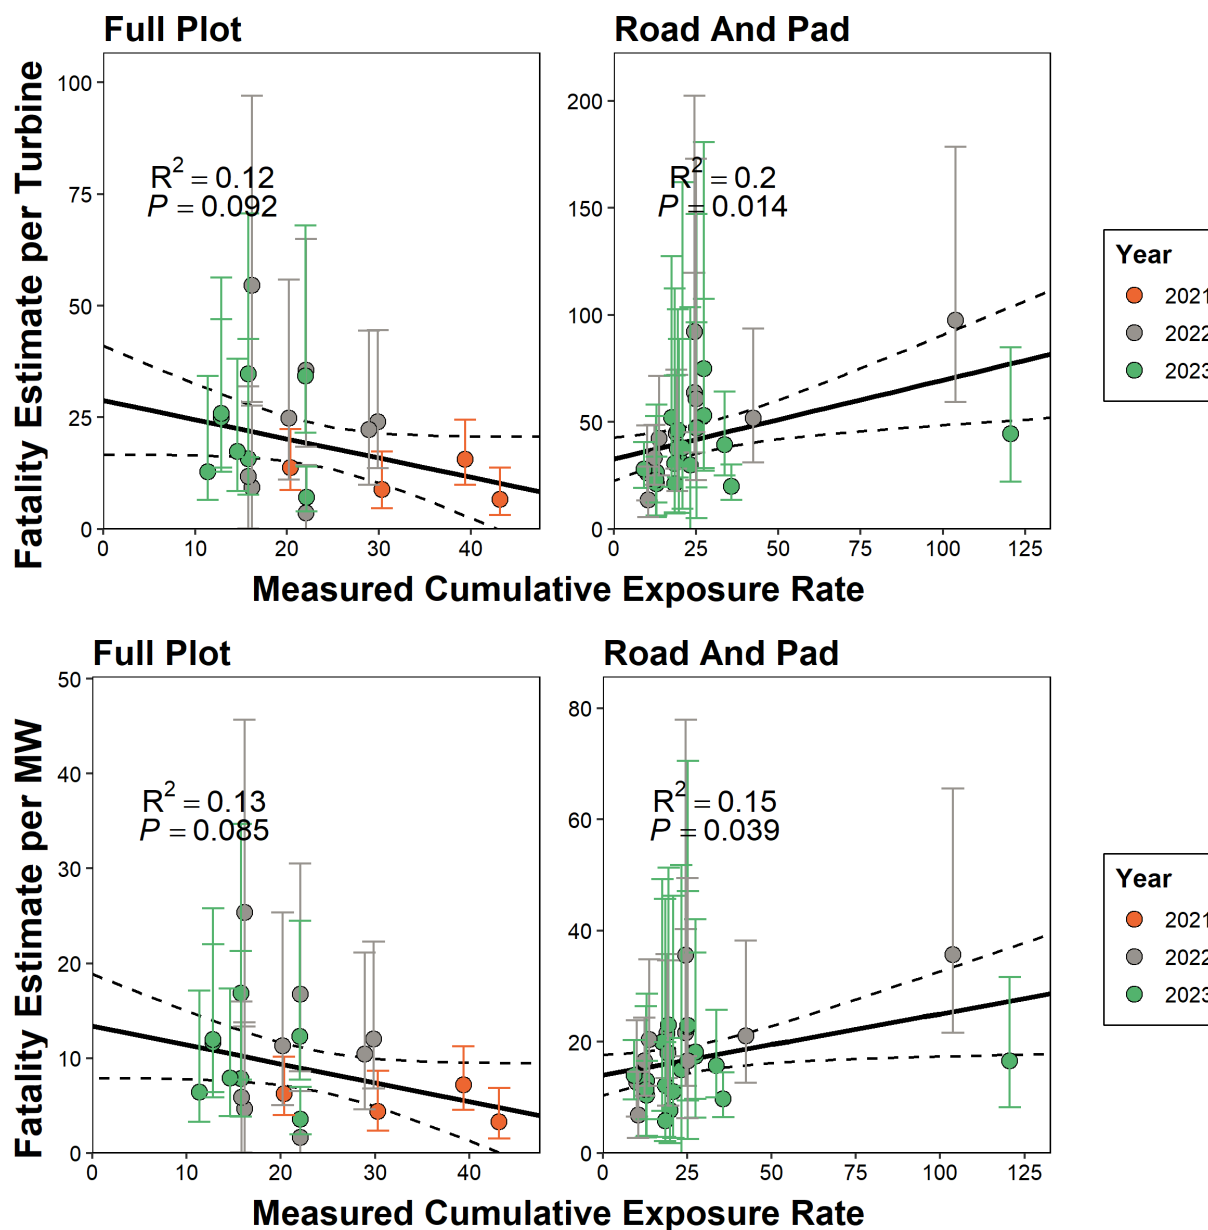 Full Plot
Road And Pad
Fatality Estimate per Turbine
100
75
50
25
0
R2 = 0.12
P = 0.092
0 10 20 30 40
200
150
100
50
0
R2 = 0.2
P = 0.014
0 25 50 75 100 125
Measured Cumulative Exposure Rate
Year
2021
2022
2023
Full Plot
Road And Pad
Fatality Estimate per MW
50
40
30
20
10
0
R2 = 0.13
P = 0.085
0 10 20 30 40
80
60
40
20
0
R2 = 0.15
P = 0.039
0 25 50 75 100 125
Measured Cumulative Exposure Rate
Year
2021
2022
2023